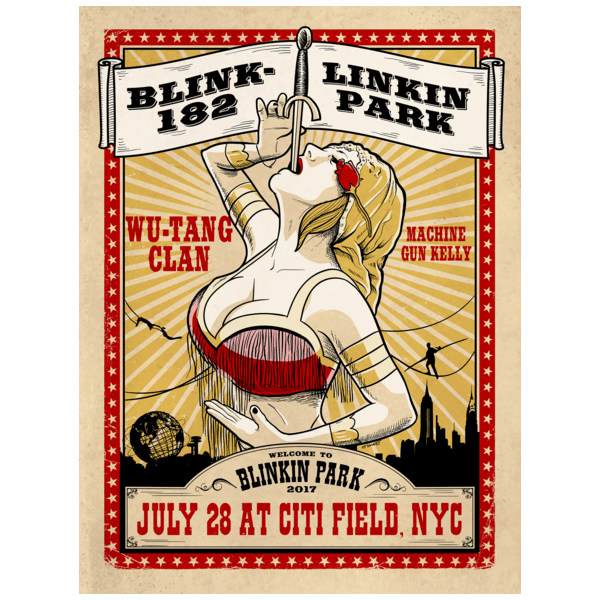 BLINK-
182
LINKIN
PARK
WU-TANG
CLAN
MACHINE
GUN KELLY
WELCOME TO
BLINKIN PARK
2017
JULY 28 AT CITI FIELD, NYC